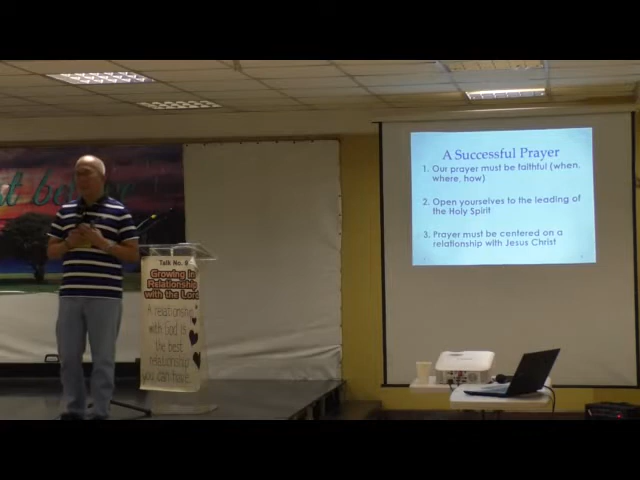 A Successful Prayer
1. Our prayer must be faithful (when,
where, how)
2. Open yourselves to the leading of
the Holy Spirit
3. Prayer must be centered on a
relationship with Jesus Christ
Talk No.
Growing in
Relationship
with the Lord
A relationship
with God is
the best
relationship
you can have